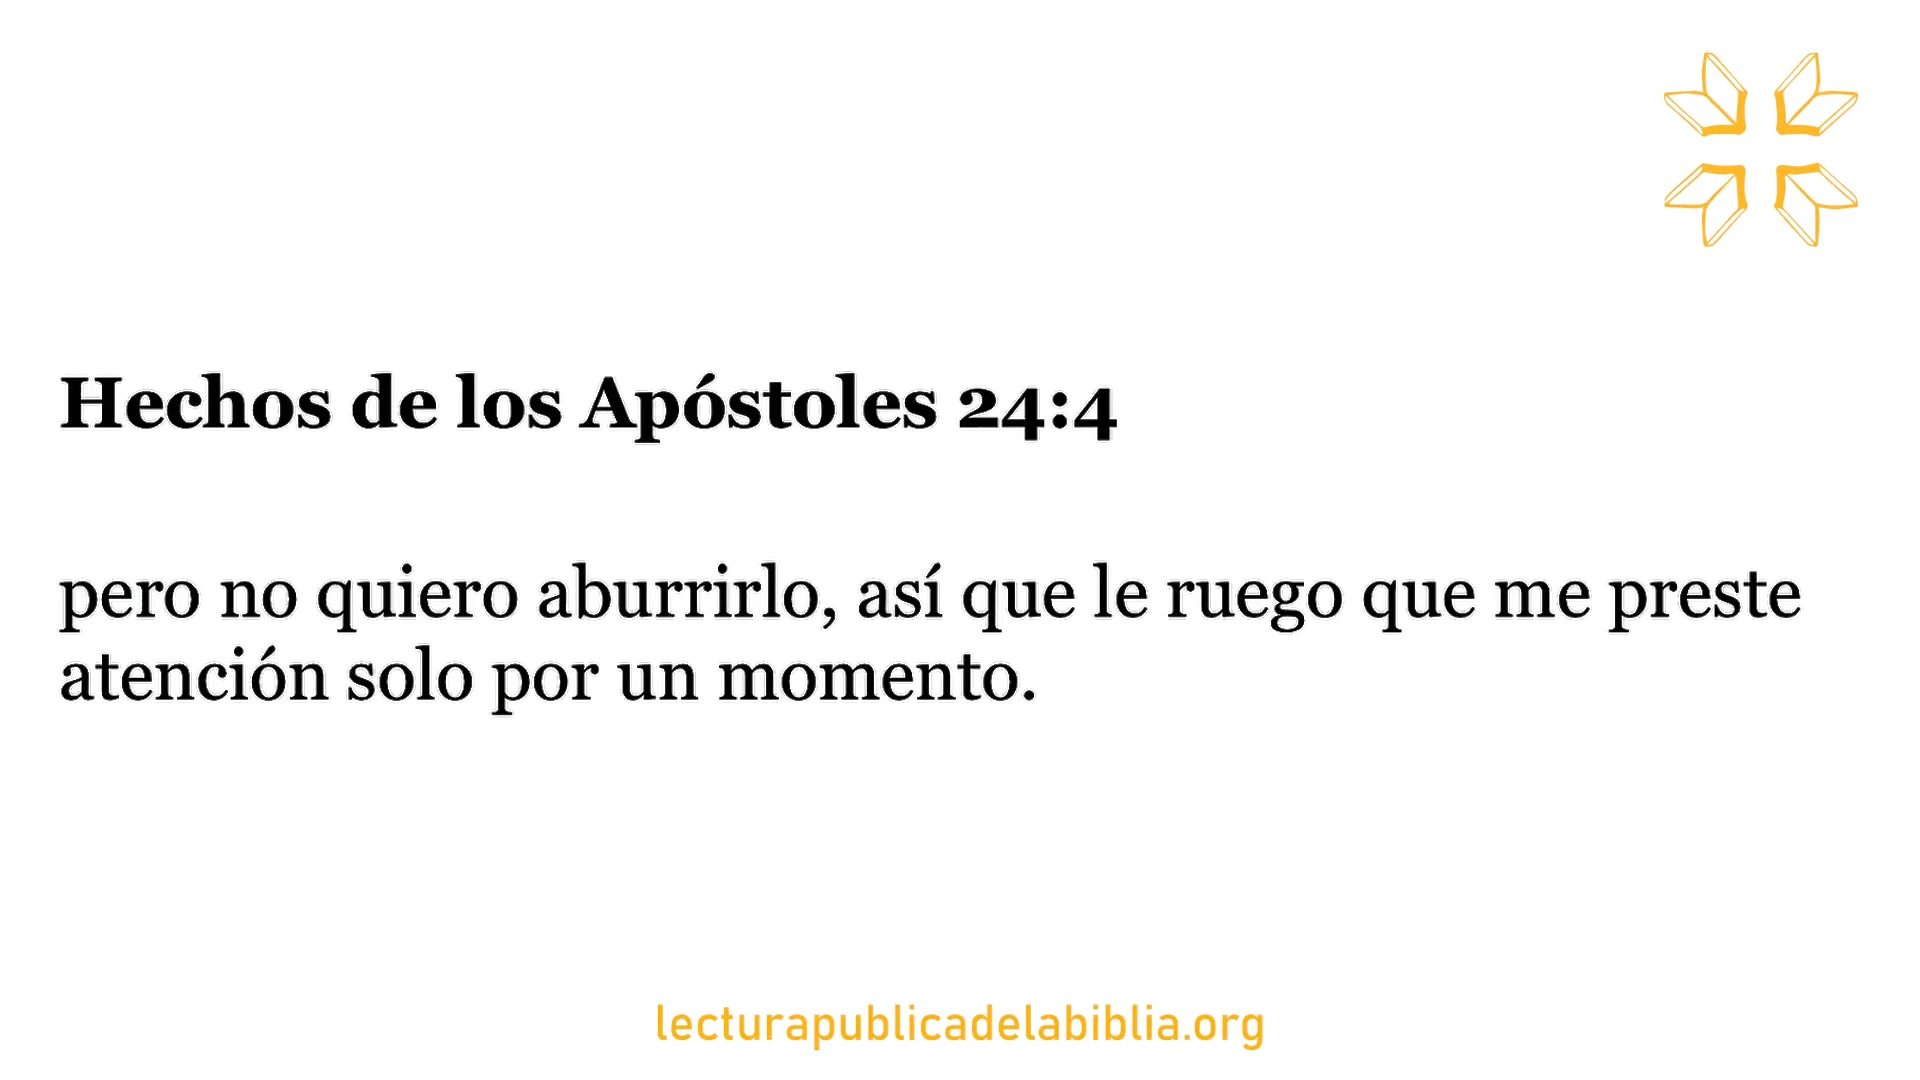 Hechos de los Apóstoles 24:4
pero no quiero aburrirlo, así que le ruego que me preste
atención solo por un momento.
lecturapublicadelabiblia.org